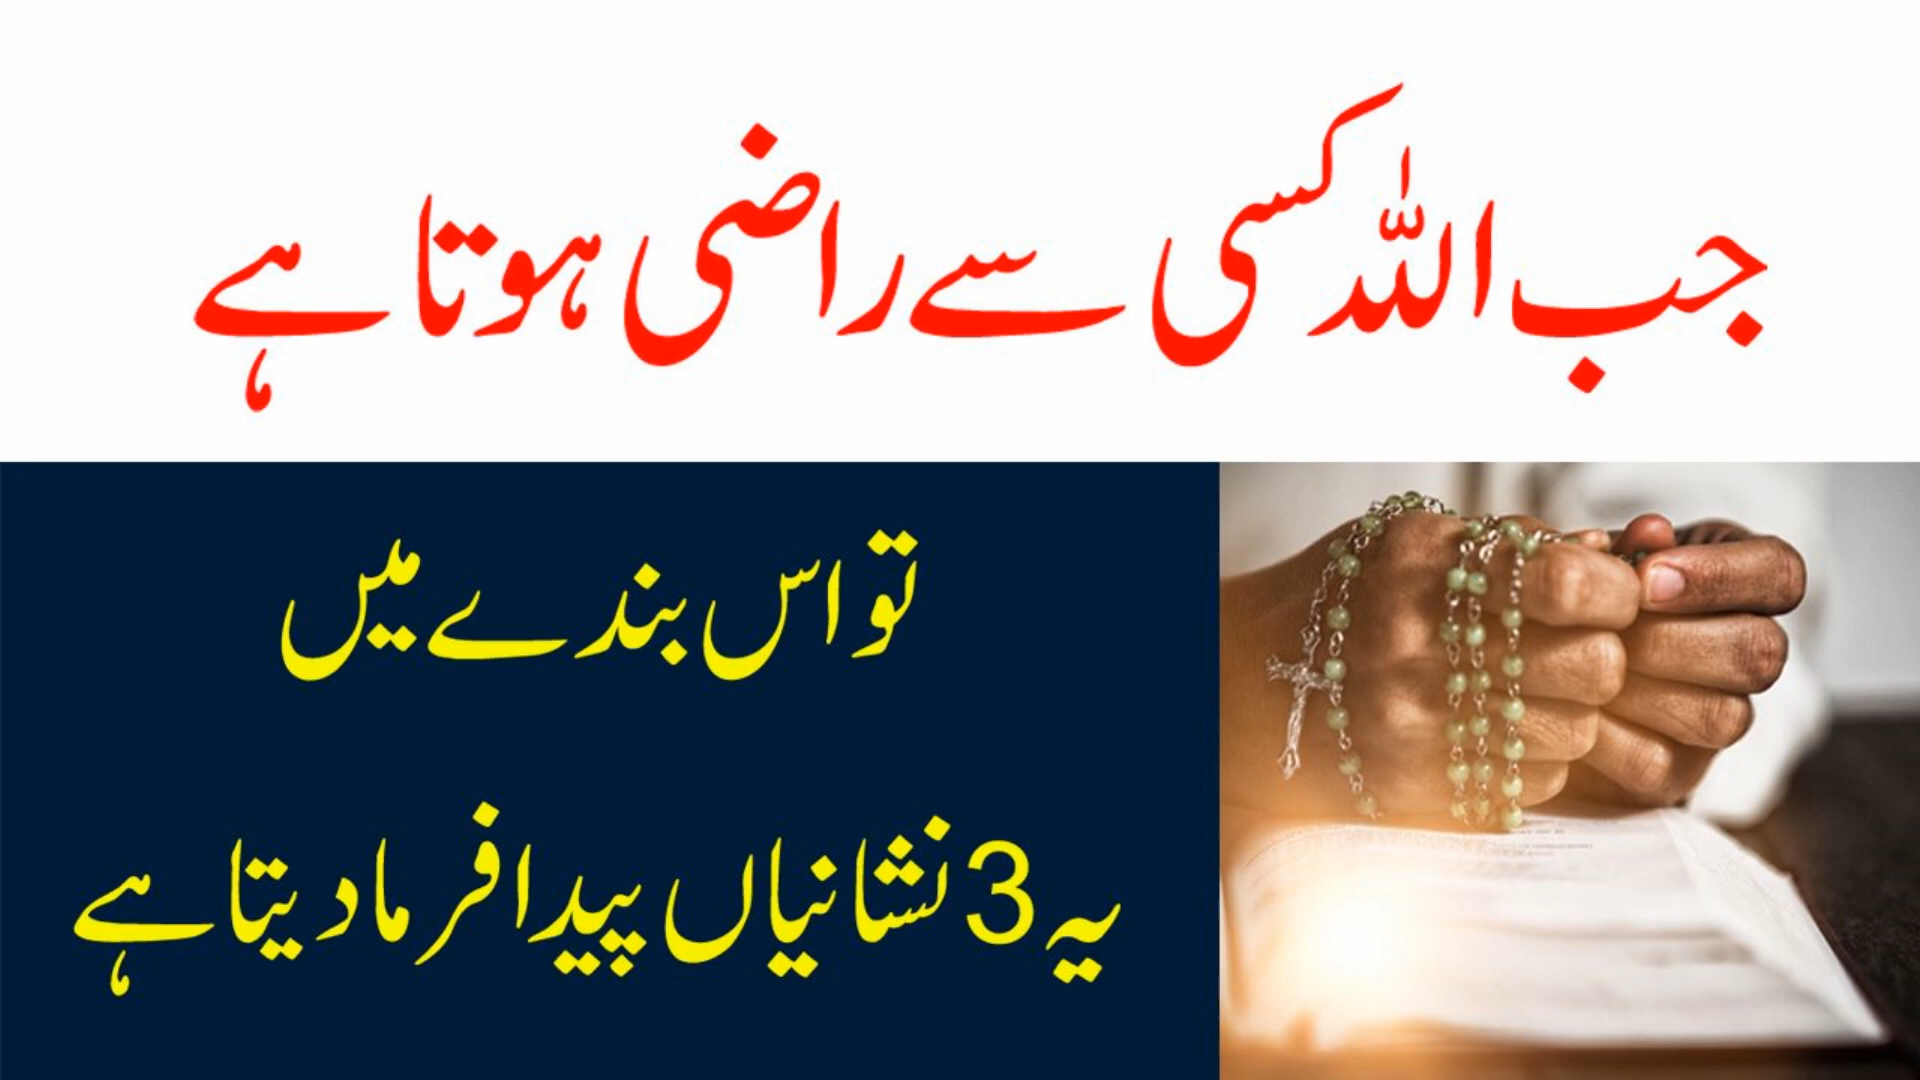 جب اللہ کسی سے راضی ہوتا ہے
تو اس بندے میں
یہ 3 نشانیاں پیدا فرما دیتا ہے